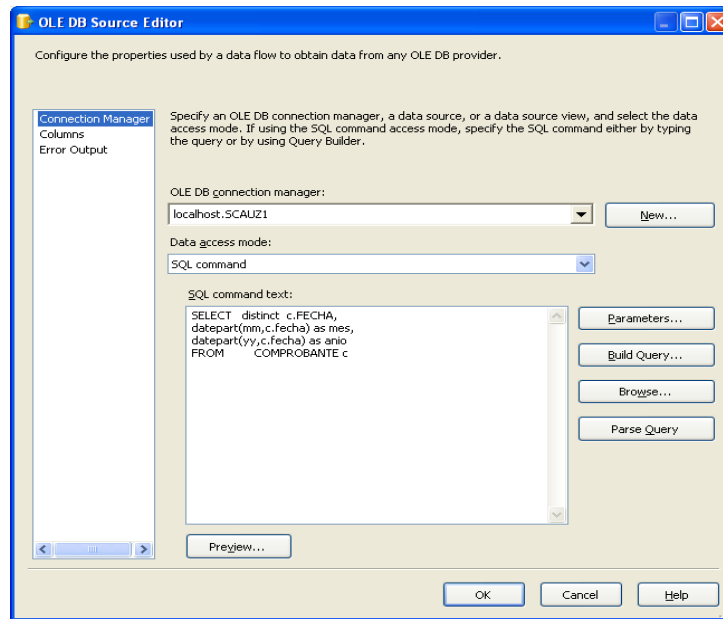 OLE DB Source Editor
Configure the properties used by a data flow to obtain data from any OLE DB provider.
Connection Manager
Columns
Error Output
Specify an OLE DB connection manager, a data source, or a data source view, and select the data
access mode. If using the SQL command access mode, specify the SQL command either by typing
the query or by using Query Builder.
OLE DB connection manager:
localhost.SCAUZ1
New...
Data access mode:
SQL command
SQL command text:
SELECT distinct c.FECHA,
datepart(mm,c.fecha) as mes,
datepart(yy,c.fecha) as anio
FROM COMPROBANTE c
Parameters...
Build Query...
Browse...
Parse Query
Preview...
OK
Cancel
Help